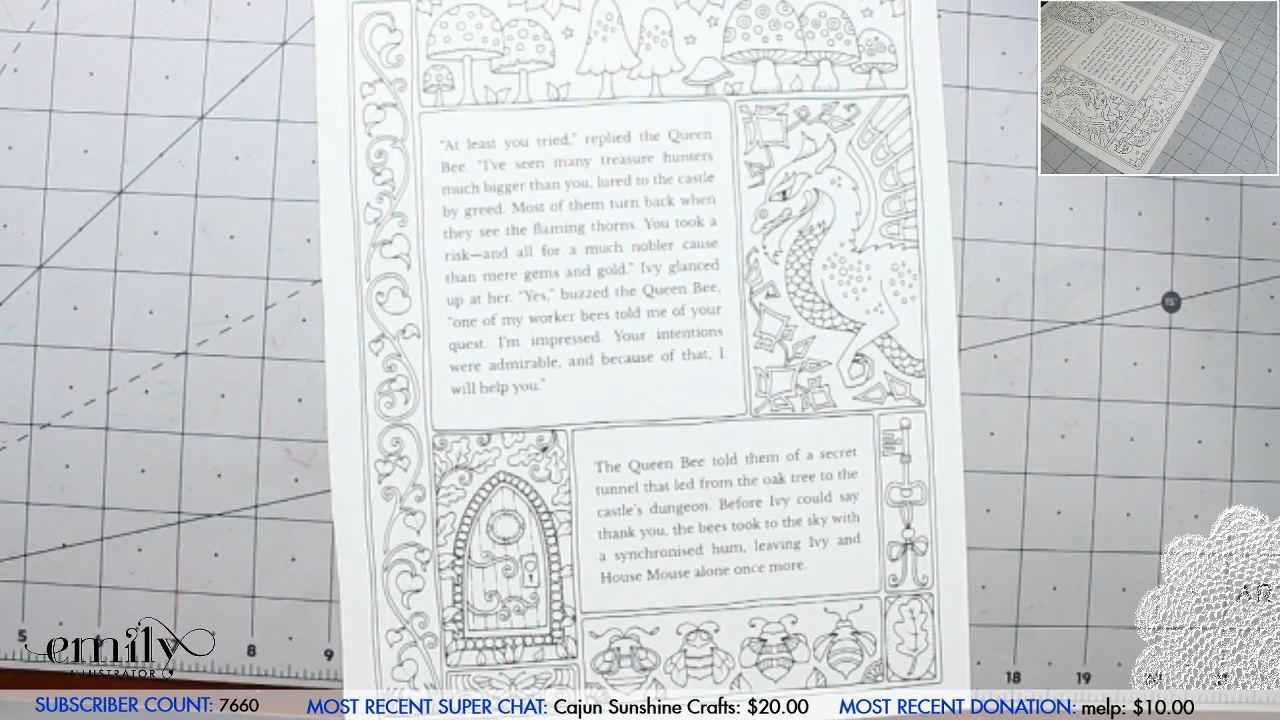 "At least you tried," replied the Queen
Bee. "I've seen many treasure hunters
much bigger than you, lured to the castle
by greed. Most of them turn back when
they see the flaming thorns. You took a
risk—and all for a much nobler cause
than mere gems and gold." Ivy glanced
up at her. "Yes," buzzed the Queen Bee,
"one of my worker bees told me of your
quest. I'm impressed. Your intentions
were admirable, and because of that, I
will help you."
The Queen Bee told them of a secret
tunnel that led from the oak tree to the
castle's dungeon. Before Ivy could say
thank you, the bees took to the sky with
a synchronised hum, leaving Ivy and
House Mouse alone once more.
15"
5 8 9 18 19
emily
ILLUSTRATOR
SUBSCRIBER COUNT: 7660 MOST RECENT SUPER CHAT: Cajun Sunshine Crafts: $20.00 MOST RECENT DONATION: melp: $10.00